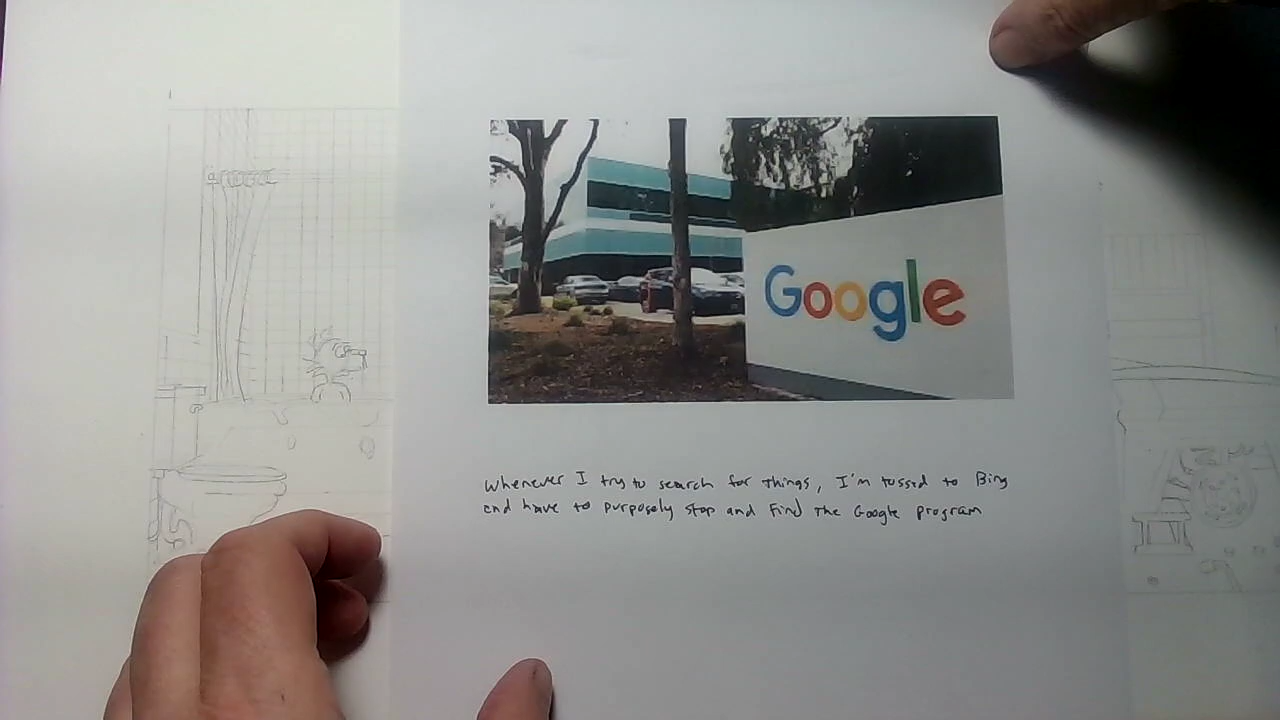 Google
Whenever I try to search for things, I'm tossed to Bing
and have to purposely stop and find the Google program